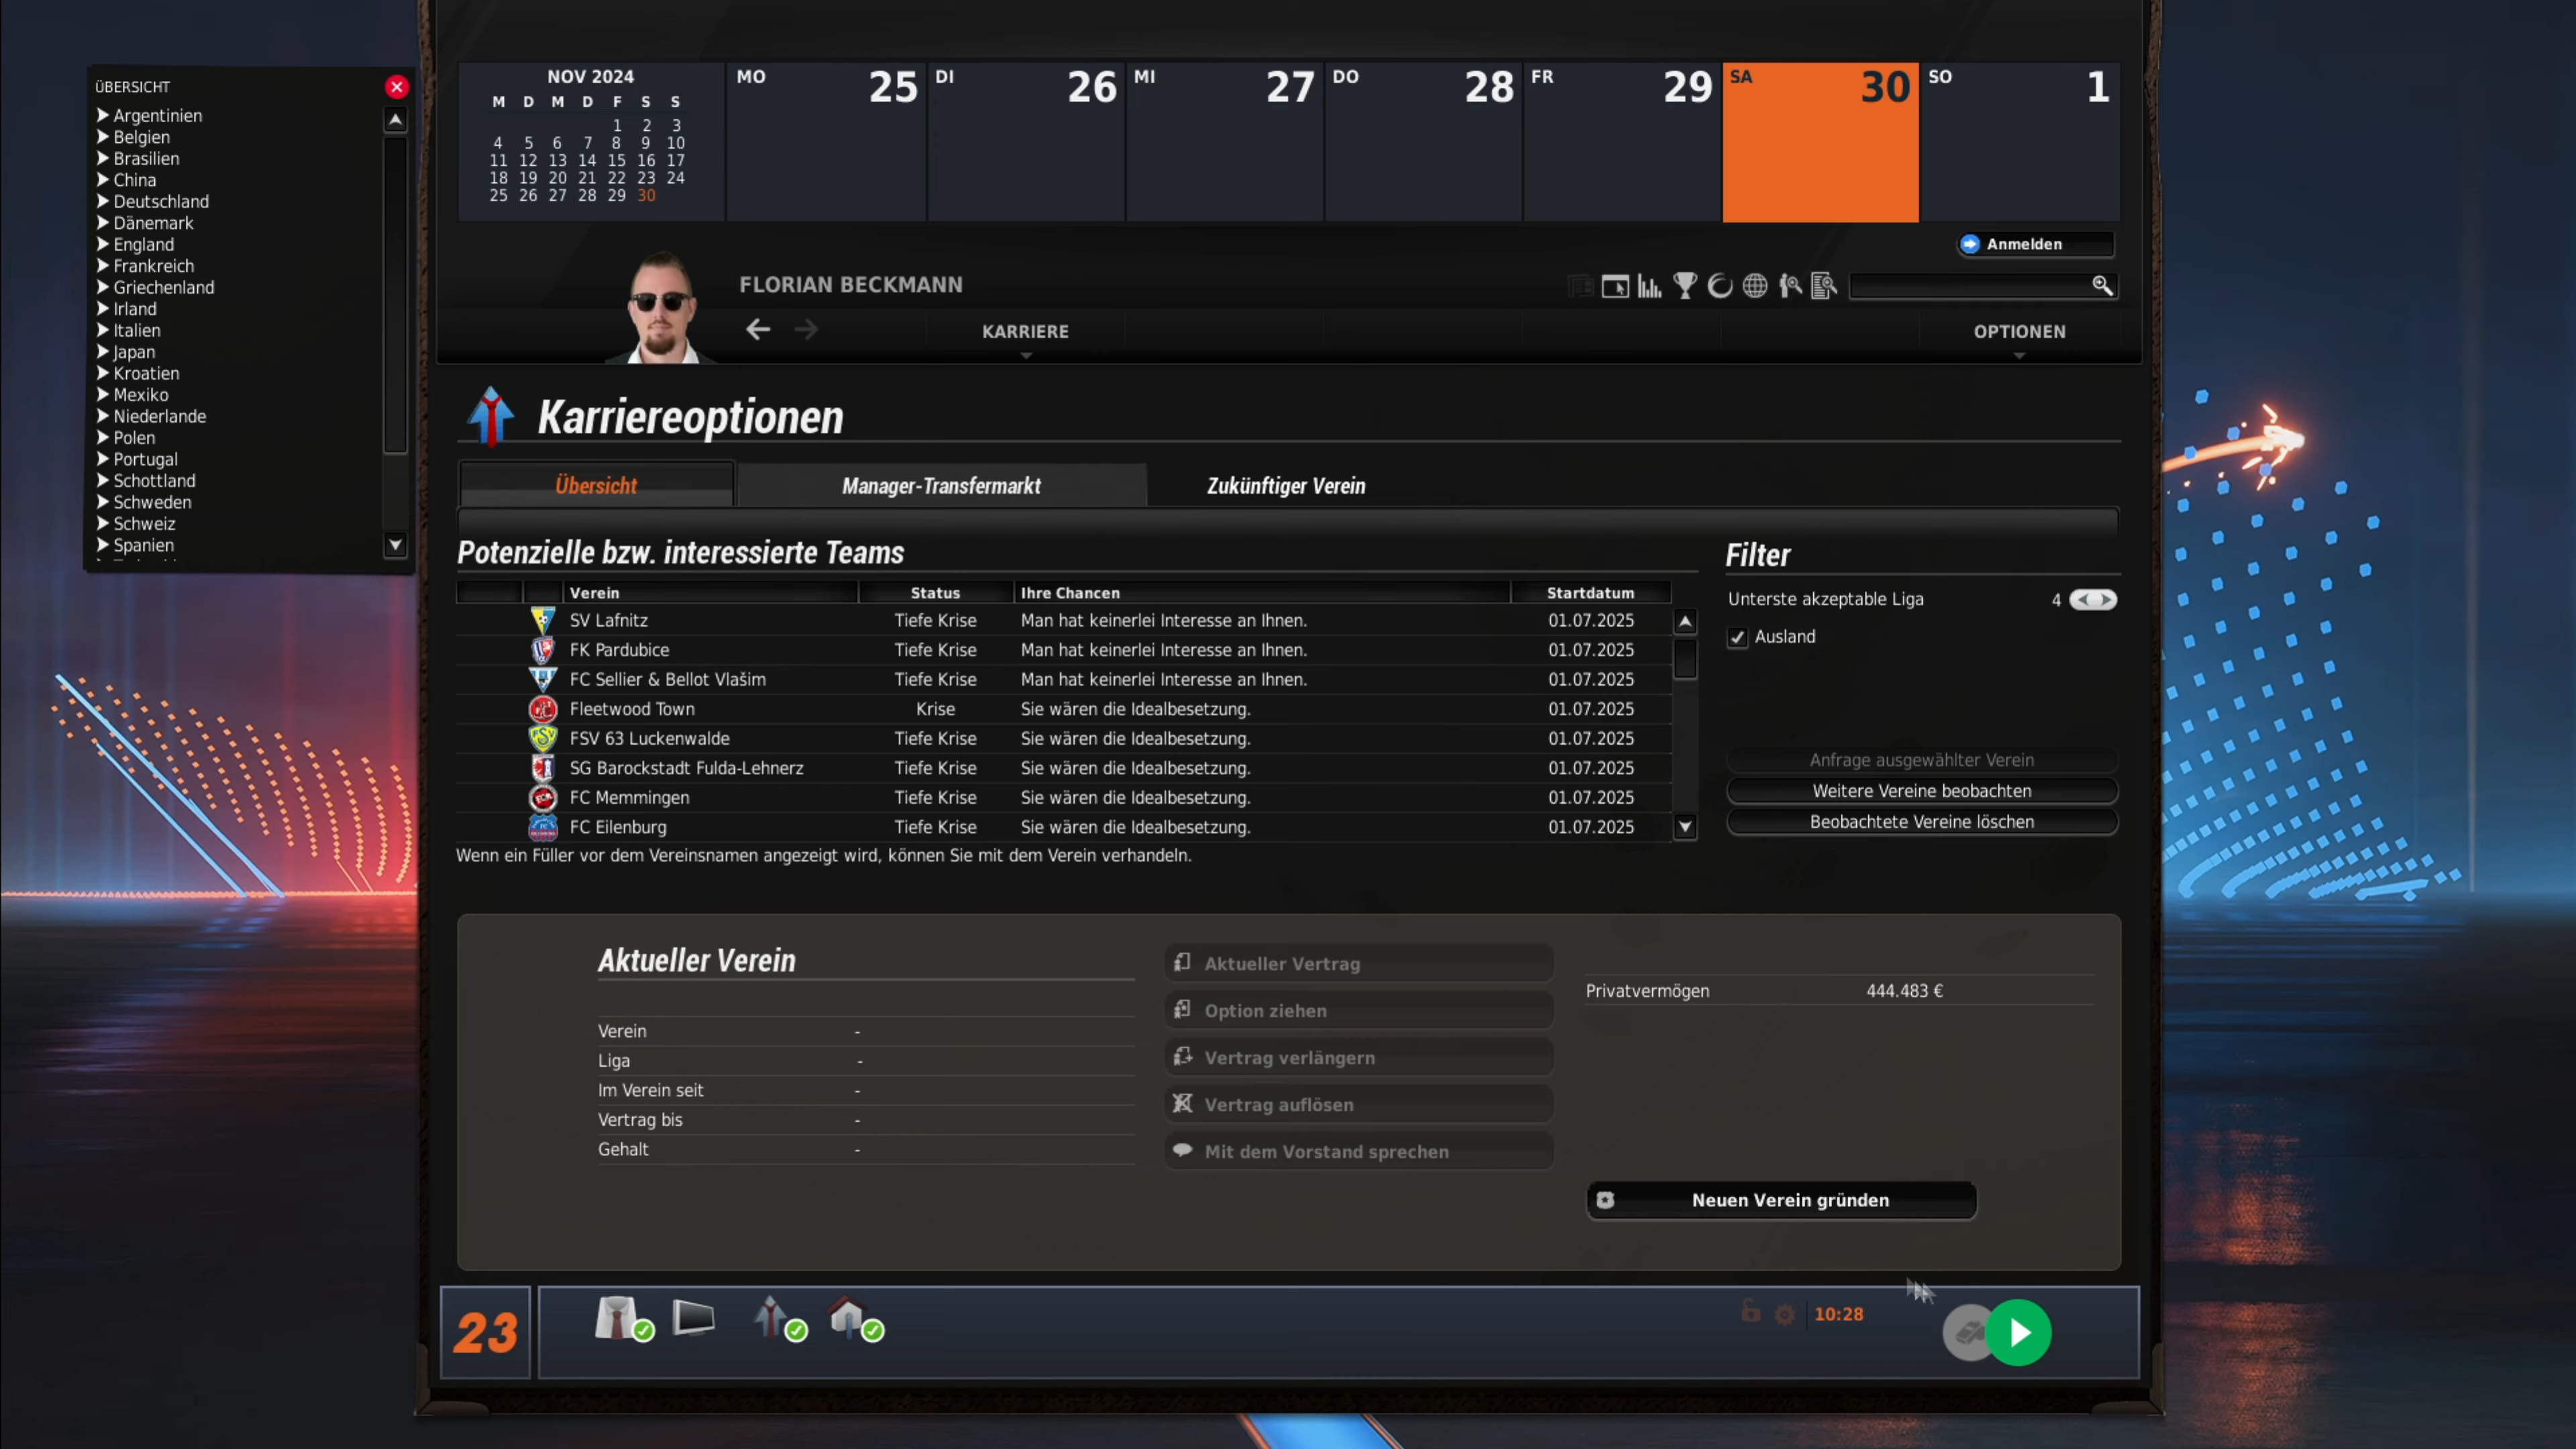 ÜBERSICHT
Argentinien
Belgien
Brasilien
China
Deutschland
Dänemark
England
Frankreich
Griechenland
Irland
Italien
Japan
Kroatien
Mexiko
Niederlande
Polen
Portugal
Schottland
Schweden
Schweiz
Spanien
NOV 2024
M D M D F S S
1 2 3
4 5 6 7 8 9 10
11 12 13 14 15 16 17
18 19 20 21 22 23 24
25 26 27 28 29 30
MO 25 DI 26 MI 27 DO 28 FR 29 SA 30 SO 1
Anmelden
FLORIAN BECKMANN
KARRIERE OPTIONEN
Karriereoptionen
Übersicht Manager-Transfermarkt Zukünftiger Verein
Potenzielle bzw. interessierte Teams
Verein Status Ihre Chancen Startdatum
SV Lafnitz Tiefe Krise Man hat keinerlei Interesse an Ihnen. 01.07.2025
FK Pardubice Tiefe Krise Man hat keinerlei Interesse an Ihnen. 01.07.2025
FC Sellier & Bellot Vlašim Tiefe Krise Man hat keinerlei Interesse an Ihnen. 01.07.2025
Fleetwood Town Krise Sie wären die Idealbesetzung. 01.07.2025
FSV 63 Luckenwalde Tiefe Krise Sie wären die Idealbesetzung. 01.07.2025
SG Barockstadt Fulda-Lehnerz Tiefe Krise Sie wären die Idealbesetzung. 01.07.2025
FC Memmingen Tiefe Krise Sie wären die Idealbesetzung. 01.07.2025
FC Eilenburg Tiefe Krise Sie wären die Idealbesetzung. 01.07.2025
Wenn ein Füller vor dem Vereinsnamen angezeigt wird, können Sie mit dem Verein verhandeln.
Filter
Unterste akzeptable Liga 4
Ausland
Anfrage ausgewählter Verein
Weitere Vereine beobachten
Beobachtete Vereine löschen
Aktueller Verein
Verein -
Liga -
Im Verein seit -
Vertrag bis -
Gehalt -
Aktueller Vertrag
Option ziehen
Vertrag verlängern
Vertrag auflösen
Mit dem Vorstand sprechen
Privatvermögen 444.483 €
Neuen Verein gründen
23
10:28